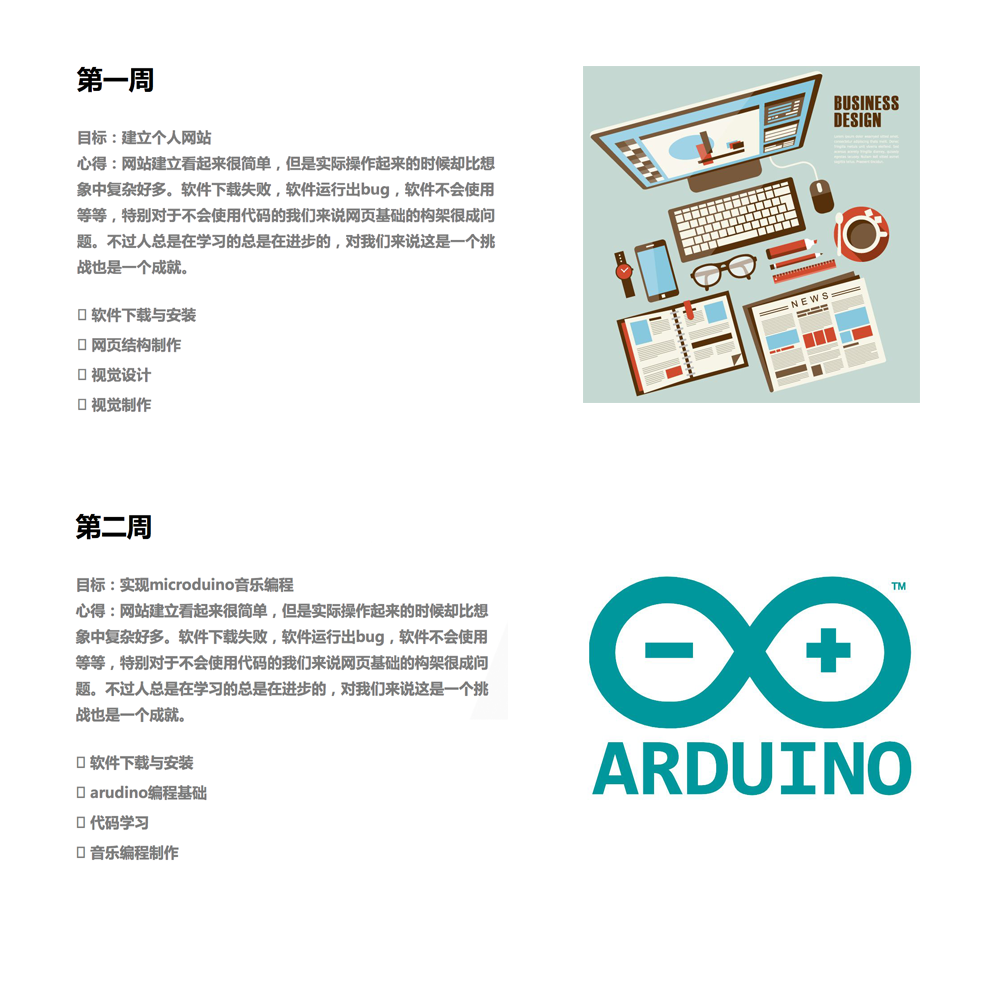 第一周
目标：建立个人网站
心得：网站建立看起来很简单，但是实际操作起来的时候却比想
象中复杂好多。软件下载失败，软件运行出bug，软件不会使用
等等，特别对于不会使用代码的我们来说网页基础的构架很成问
题。不过人总是在学习的总是在进步的，对我们来说这是一个挑
战也是一个成就。
软件下载与安装
网页结构制作
视觉设计
视觉制作
BUSINESS
DESIGN
NEWS
第二周
目标：实现microduino音乐编程
心得：网站建立看起来很简单，但是实际操作起来的时候却比想
象中复杂好多。软件下载失败，软件运行出bug，软件不会使用
等等，特别对于不会使用代码的我们来说网页基础的构架很成问
题。不过人总是在学习的总是在进步的，对我们来说这是一个挑
战也是一个成就。
软件下载与安装
arudino编程基础
代码学习
音乐编程制作
TM
ARDUINO